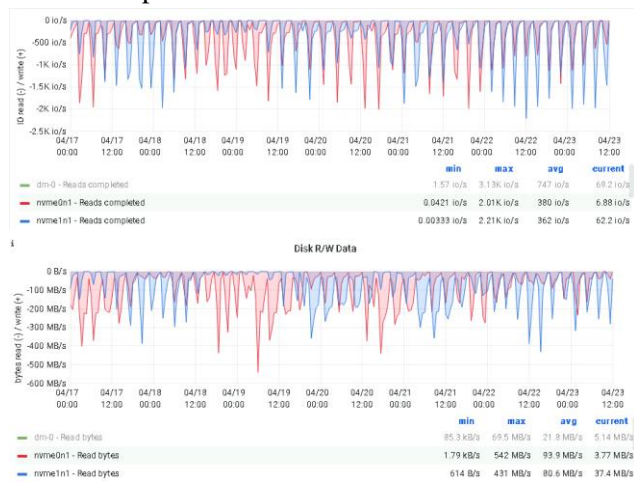 0 io/s
-500 io/s
-1K io/s
-1.5K io/s
-2K io/s
-2.5K io/s
IO read (-) / write (+)
04/17 04/17 04/18 04/18 04/19 04/19 04/20 04/20 04/21 04/21 04/22 04/22 04/23 04/23
00:00 12:00 00:00 12:00 00:00 12:00 00:00 12:00 00:00 12:00 00:00 12:00 00:00 12:00
min max avg current
dm-0 - Reads completed 1.57 io/s 3.13K io/s 747 io/s 69.2 io/s
nvme0n1 - Reads completed 0.0421 io/s 2.01K io/s 380 io/s 6.88 io/s
nvme1n1 - Reads completed 0.00333 io/s 2.21K io/s 362 io/s 62.2 io/s
i
Disk R/W Data
0 B/s
-100 MB/s
-200 MB/s
-300 MB/s
-400 MB/s
-500 MB/s
-600 MB/s
bytes read (-) / write (+)
04/17 04/17 04/18 04/18 04/19 04/19 04/20 04/20 04/21 04/21 04/22 04/22 04/23 04/23
00:00 12:00 00:00 12:00 00:00 12:00 00:00 12:00 00:00 12:00 00:00 12:00 00:00 12:00
min max avg current
dm-0 - Read bytes 85.3 kB/s 69.5 MB/s 21.8 MB/s 5.14 MB/s
nvme0n1 - Read bytes 1.79 kB/s 542 MB/s 93.9 MB/s 3.77 MB/s
nvme1n1 - Read bytes 614 B/s 431 MB/s 80.6 MB/s 37.4 MB/s